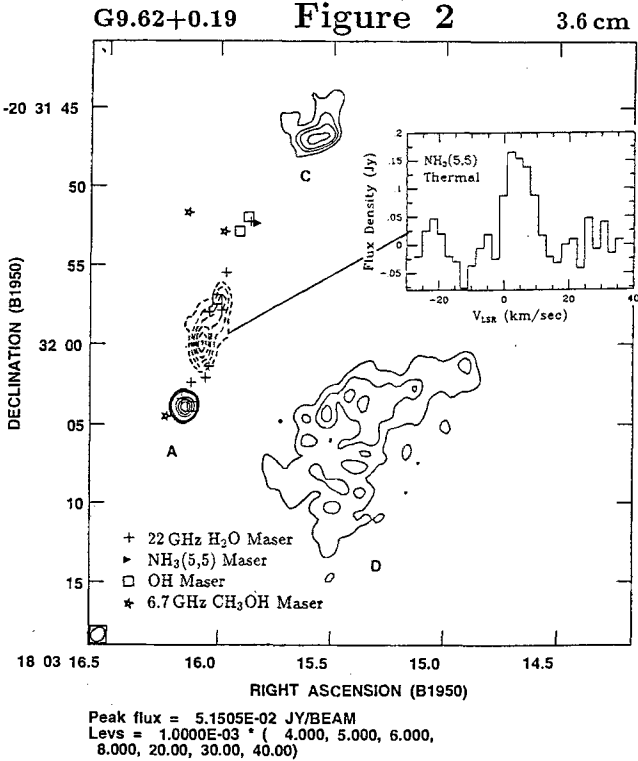 G9.62+0.19 Figure 2 3.6 cm
-20 31 45
50
55
32 00
05
10
15
DECLINATION (B1950)
C
A
D
.2
.15
.1
.05
0
-.05
Flux Density (Jy)
NH₃(5,5)
Thermal
-20 0 20 40
V_LSR (km/sec)
+ 22 GHz H₂O Maser
► NH₃(5,5) Maser
□ OH Maser
☆ 6.7 GHz CH₃OH Maser
18 03 16.5 16.0 15.5 15.0 14.5
RIGHT ASCENSION (B1950)
Peak flux = 5.1505E-02 JY/BEAM
Levs = 1.0000E-03 * ( 4.000, 5.000, 6.000,
8.000, 20.00, 30.00, 40.00)